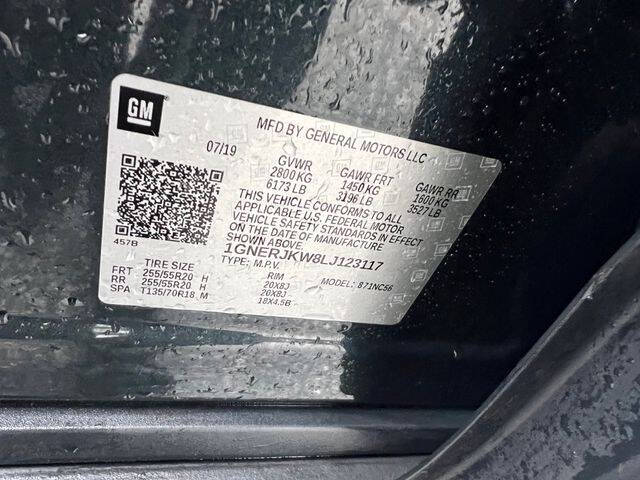 GM
MFD BY GENERAL MOTORS LLC
07/19 GVWR GAWR FRT GAWR RR
2800 KG 1450 KG 1600 KG
6173 LB 3196 LB 3527 LB
THIS VEHICLE CONFORMS TO ALL
APPLICABLE U.S. FEDERAL MOTOR
VEHICLE SAFETY STANDARDS
IN EFFECT ON THE DATE OF MANUFACTURE
SHOWN ABOVE.
1GNERJKW8LJ123117
457B TYPE: M.P.V. MODEL: 871NC56
TIRE SIZE RIM
FRT 255/55R20 H 20X8J
RR 255/55R20 H 20X8J
SPA T135/70R18 M 18X4.5B